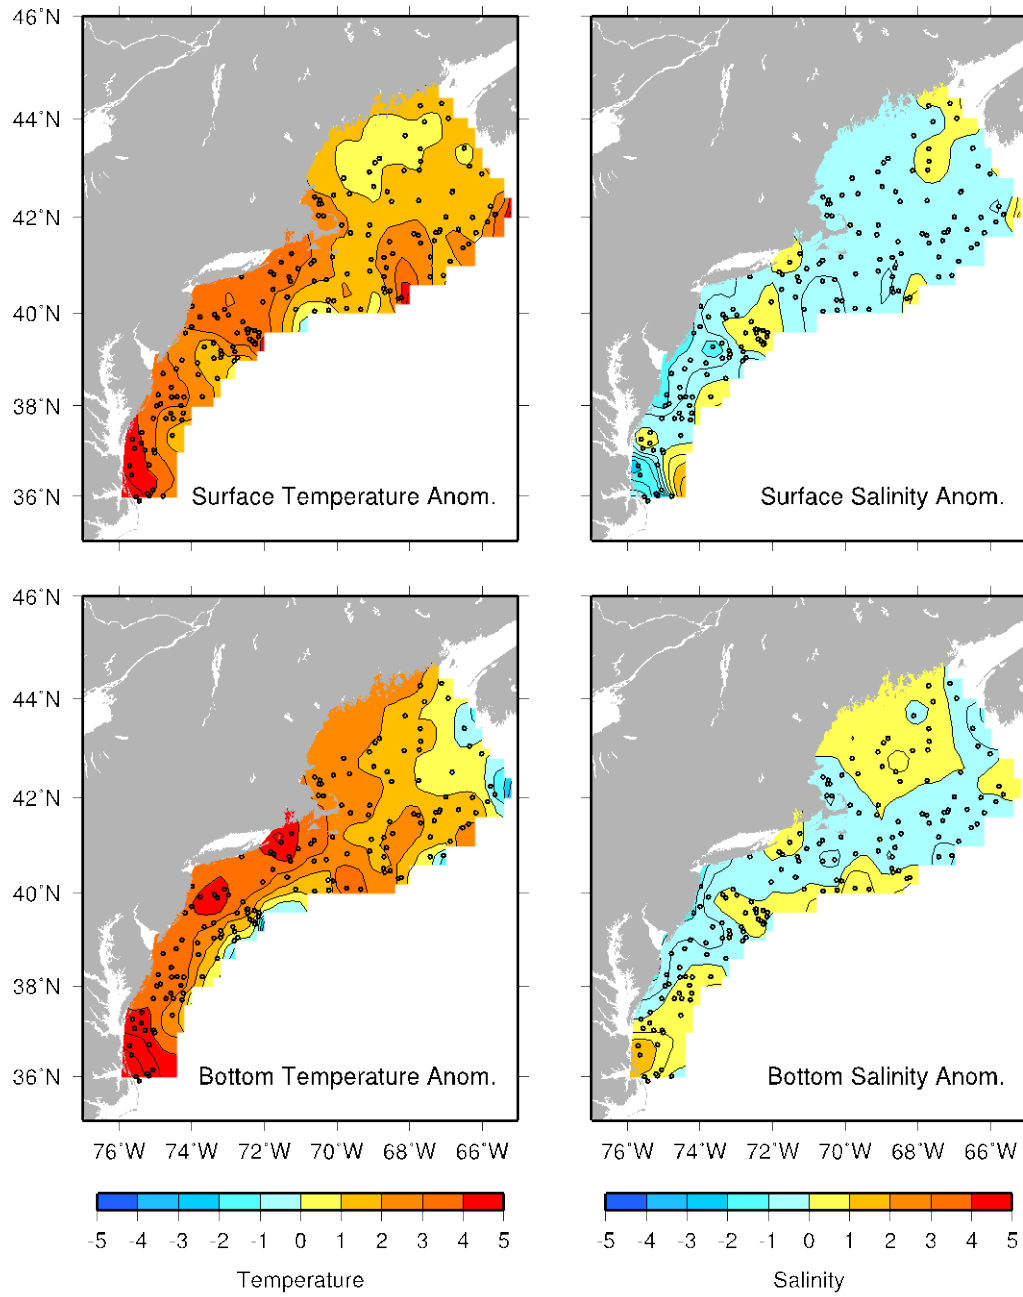 46°N
44°N
42°N
40°N
38°N
36°N
Surface Temperature Anom.
Surface Salinity Anom.
46°N
44°N
42°N
40°N
38°N
36°N
Bottom Temperature Anom.
Bottom Salinity Anom.
76°W 74°W 72°W 70°W 68°W 66°W
76°W 74°W 72°W 70°W 68°W 66°W
-5 -4 -3 -2 -1 0 1 2 3 4 5
-5 -4 -3 -2 -1 0 1 2 3 4 5
Temperature
Salinity